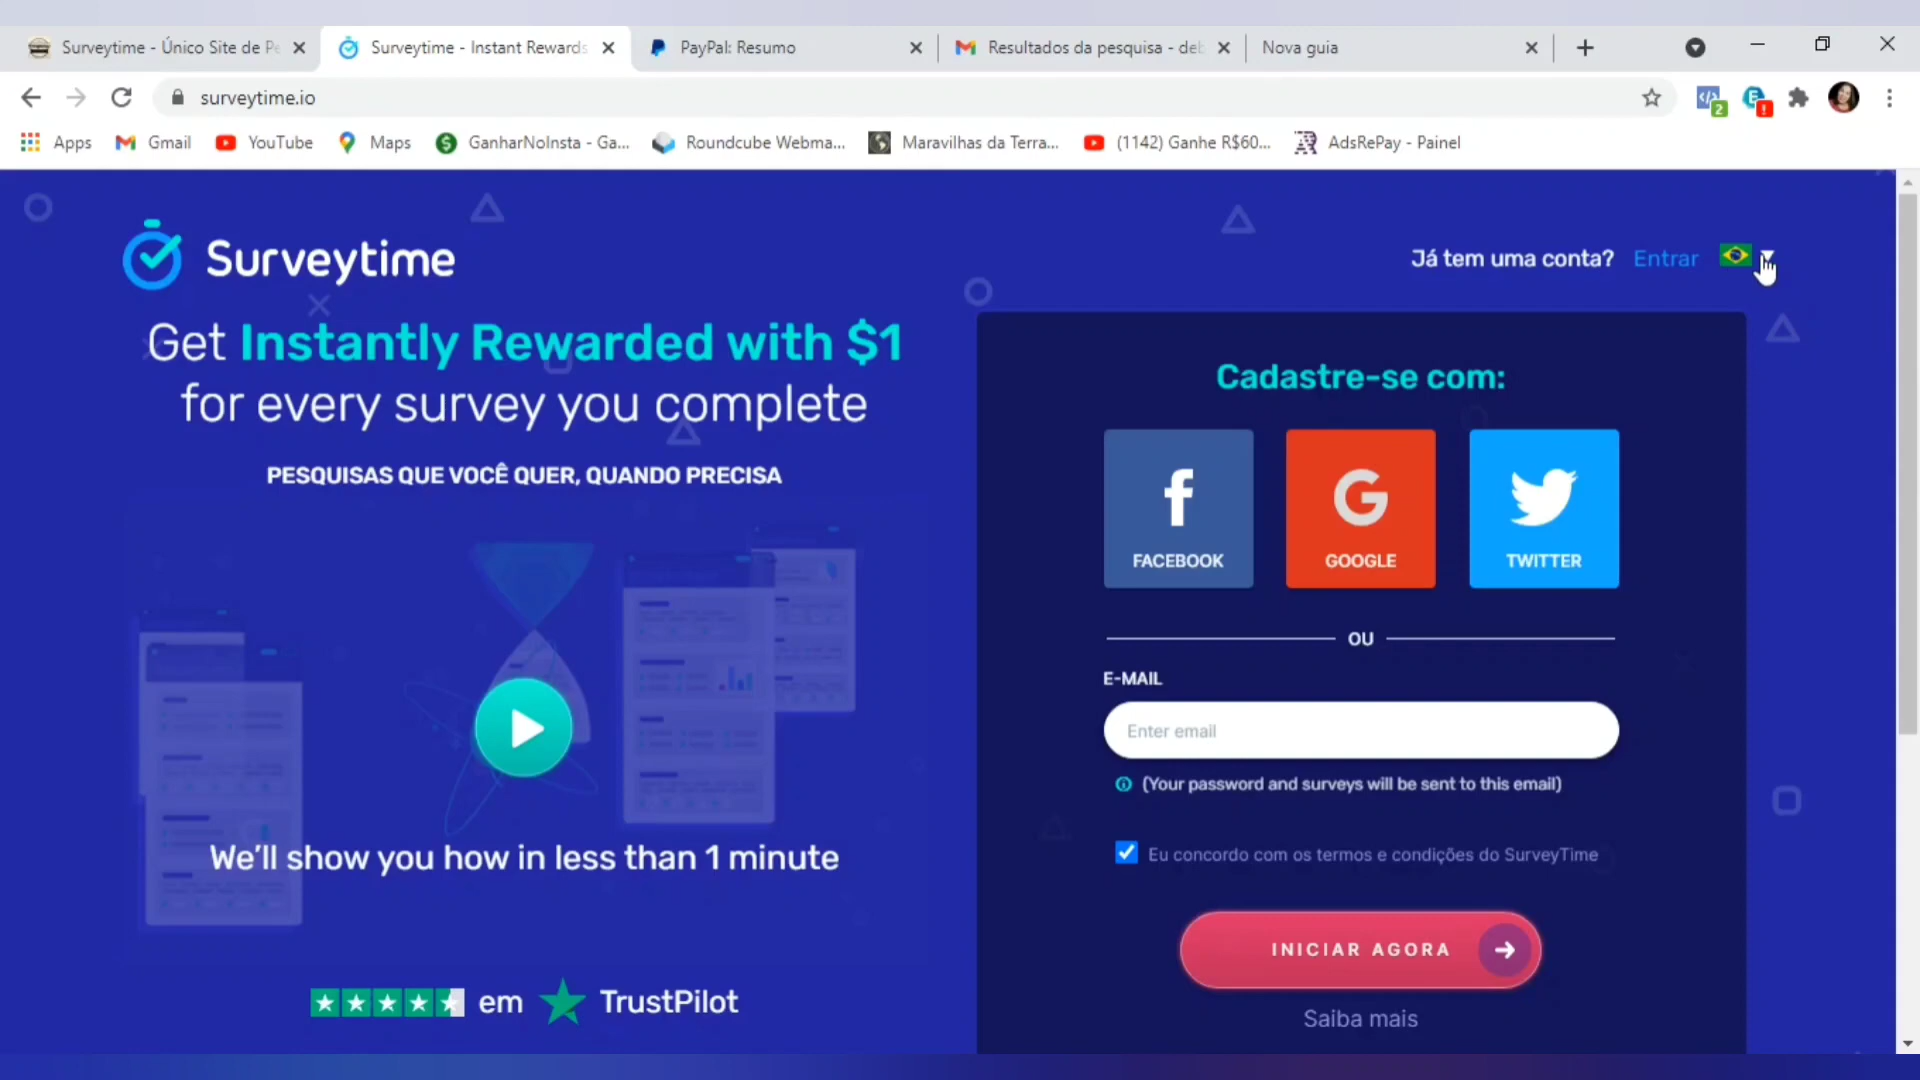 Surveytime - Único Site de Pe
Surveytime - Instant Rewards
PayPal: Resumo
Resultados da pesquisa - deb
Nova guia
surveytime.io
2
Apps
Gmail
YouTube
Maps
GanharNoInsta - Ga...
Roundcube Webma...
Maravilhas da Terra...
(1142) Ganhe R$60...
AdsRePay - Painel
Surveytime
Já tem uma conta? Entrar
Get Instantly Rewarded with $1
for every survey you complete
PESQUISAS QUE VOCÊ QUER, QUANDO PRECISA
We'll show you how in less than 1 minute
em TrustPilot
Cadastre-se com:
FACEBOOK
GOOGLE
TWITTER
OU
E-MAIL
Enter email
(Your password and surveys will be sent to this email)
Eu concordo com os termos e condições do SurveyTime
INICIAR AGORA
Saiba mais